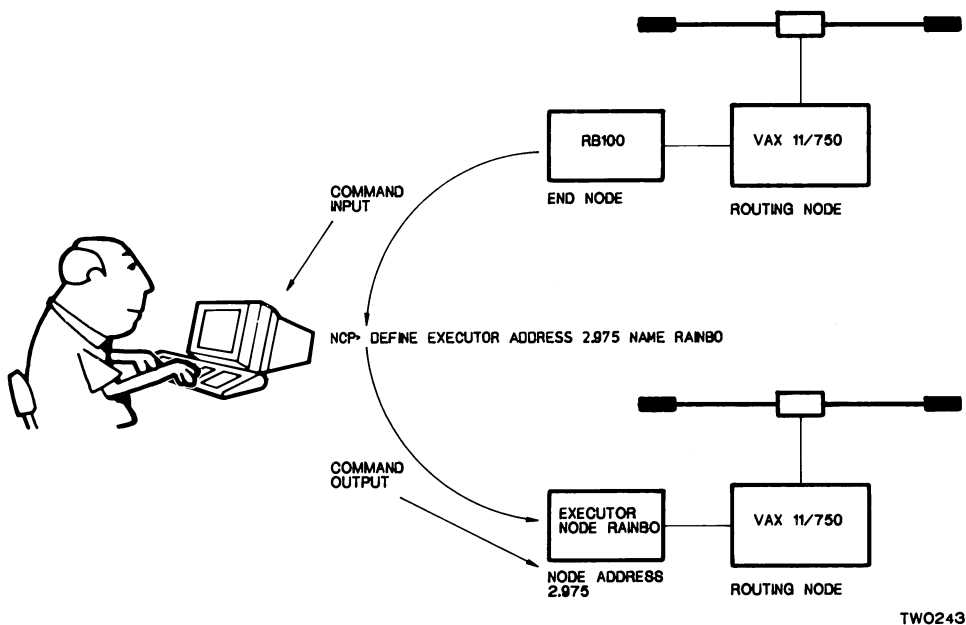 RB100
VAX 11/750
END NODE
ROUTING NODE
COMMAND
INPUT
NCP> DEFINE EXECUTOR ADDRESS 2.975 NAME RAINBO
COMMAND
OUTPUT
EXECUTOR
NODE RAINBO
VAX 11/750
NODE ADDRESS
2.975
ROUTING NODE
TWO243